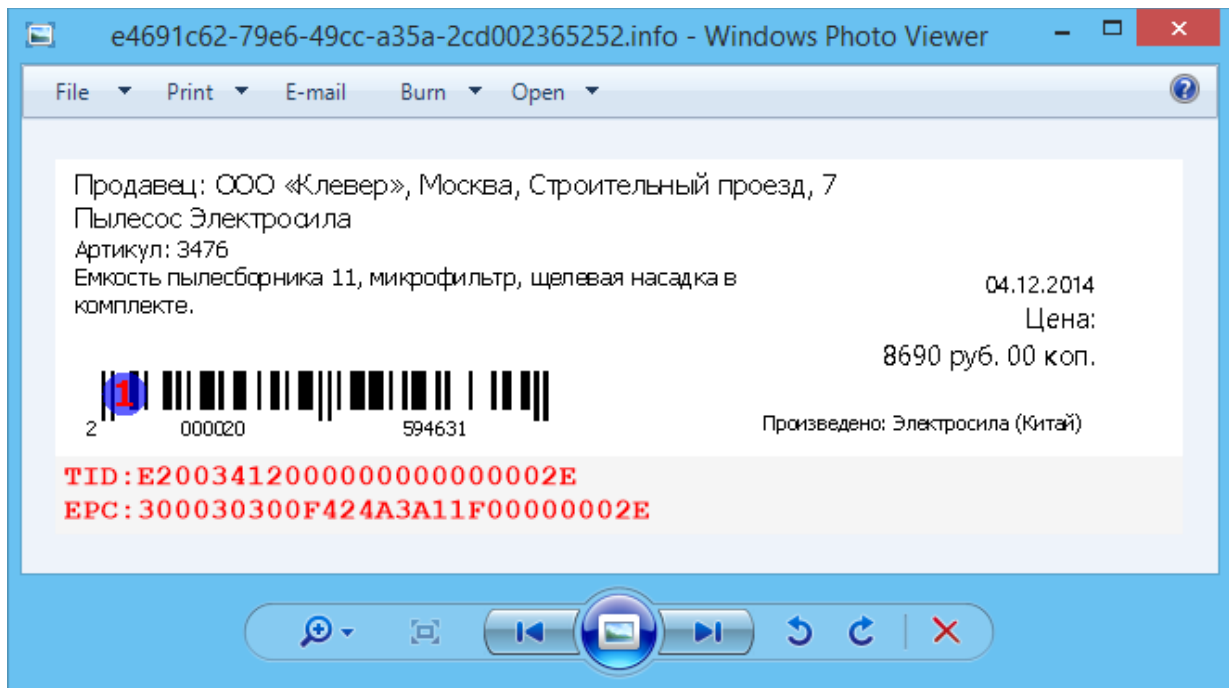 e4691c62-79e6-49cc-a35a-2cd002365252.info - Windows Photo Viewer
File Print E-mail Burn Open
Продавец: ООО «Клевер», Москва, Строительный проезд, 7
Пылесос Электросила
Артикул: 3476
Емкость пылесборника 11, микрофильтр, щелевая насадка в
комплекте.
04.12.2014
Цена:
8690 руб. 00 коп.
1
2 000020 594631
Произведено: Электросила (Китай)
TID:E2003412000000000000002E
EPC:300030300F424A3A11F00000002E